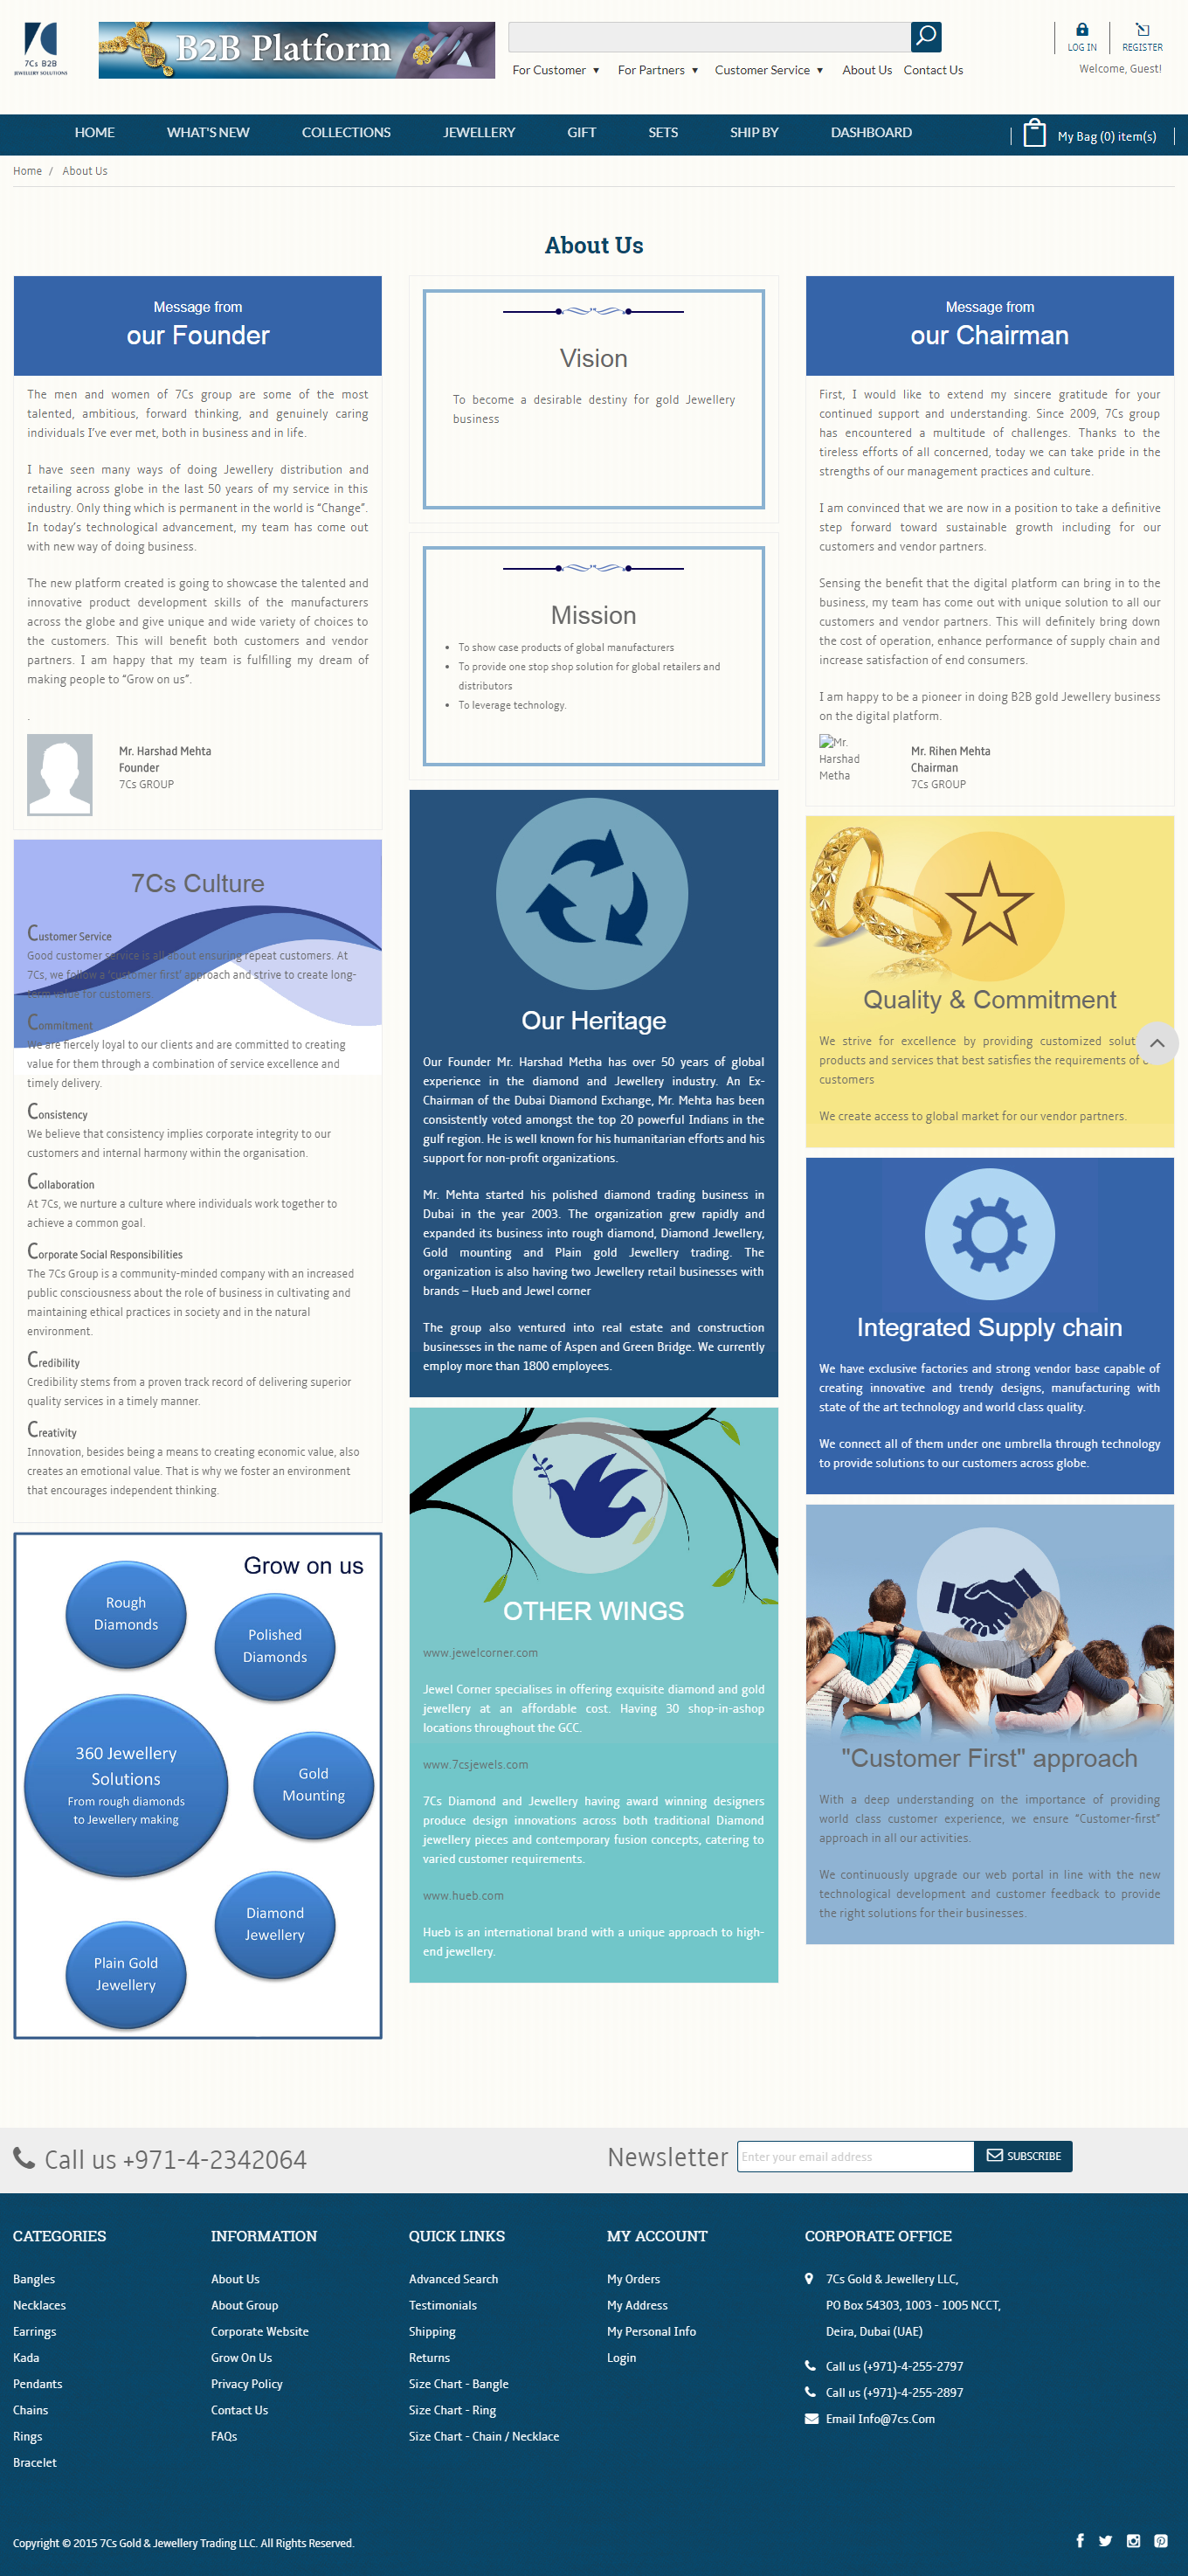 7C
7Cs B2B
JEWELLERY SOLUTIONS
B2B Platform
LOG IN
REGISTER
For Customer ▼
For Partners ▼
Customer Service ▼
About Us
Contact Us
Welcome, Guest!
HOME
WHAT'S NEW
COLLECTIONS
JEWELLERY
GIFT
SETS
SHIP BY
DASHBOARD
My Bag (0) item(s)
Home / About Us
About Us
Message from
our Founder
The men and women of 7Cs group are some of the most
talented, ambitious, forward thinking, and genuinely caring
individuals I've ever met, both in business and in life.
I have seen many ways of doing Jewellery distribution and
retailing across globe in the last 50 years of my service in this
industry. Only thing which is permanent in the world is “Change”.
In today's technological advancement, my team has come out
with new way of doing business.
The new platform created is going to showcase the talented and
innovative product development skills of the manufacturers
across the globe and give unique and wide variety of choices to
the customers. This will benefit both customers and vendor
partners. I am happy that my team is fulfilling my dream of
making people to “Grow on us”.
.
Mr. Harshad Mehta
Founder
7Cs GROUP
7Cs Culture
Customer Service
Good customer service is all about ensuring repeat customers. At
7Cs, we follow a 'customer first' approach and strive to create long-
term value for customers.
Commitment
We are fiercely loyal to our clients and are committed to creating
value for them through a combination of service excellence and
timely delivery.
Consistency
We believe that consistency implies corporate integrity to our
customers and internal harmony within the organisation.
Collaboration
At 7Cs, we nurture a culture where individuals work together to
achieve a common goal.
Corporate Social Responsibilities
The 7Cs Group is a community-minded company with an increased
public consciousness about the role of business in cultivating and
maintaining ethical practices in society and in the natural
environment.
Credibility
Credibility stems from a proven track record of delivering superior
quality services in a timely manner.
Creativity
Innovation, besides being a means to creating economic value, also
creates an emotional value. That is why we foster an environment
that encourages independent thinking.
Grow on us
Rough
Diamonds
Polished
Diamonds
360 Jewellery
Solutions
From rough diamonds
to Jewellery making
Gold
Mounting
Diamond
Jewellery
Plain Gold
Jewellery
Vision
To become a desirable destiny for gold Jewellery
business
Mission
• To show case products of global manufacturers
• To provide one stop shop solution for global retailers and
distributors
• To leverage technology.
Our Heritage
Our Founder Mr. Harshad Metha has over 50 years of global
experience in the diamond and Jewellery industry. An Ex-
Chairman of the Dubai Diamond Exchange, Mr. Mehta has been
consistently voted amongst the top 20 powerful Indians in the
gulf region. He is well known for his humanitarian efforts and his
support for non-profit organizations.
Mr. Mehta started his polished diamond trading business in
Dubai in the year 2003. The organization grew rapidly and
expanded its business into rough diamond, Diamond Jewellery,
Gold mounting and Plain gold Jewellery trading. The
organization is also having two Jewellery retail businesses with
brands – Hueb and Jewel corner
The group also ventured into real estate and construction
businesses in the name of Aspen and Green Bridge. We currently
employ more than 1800 employees.
OTHER WINGS
www.jewelcorner.com
Jewel Corner specialises in offering exquisite diamond and gold
jewellery at an affordable cost. Having 30 shop-in-ashop
locations throughout the GCC.
www.7csjewels.com
7Cs Diamond and Jewellery having award winning designers
produce design innovations across both traditional Diamond
jewellery pieces and contemporary fusion concepts, catering to
varied customer requirements.
www.hueb.com
Hueb is an international brand with a unique approach to high-
end jewellery.
Message from
our Chairman
First, I would like to extend my sincere gratitude for your
continued support and understanding. Since 2009, 7Cs group
has encountered a multitude of challenges. Thanks to the
tireless efforts of all concerned, today we can take pride in the
strengths of our management practices and culture.
I am convinced that we are now in a position to take a definitive
step forward toward sustainable growth including for our
customers and vendor partners.
Sensing the benefit that the digital platform can bring in to the
business, my team has come out with unique solution to all our
customers and vendor partners. This will definitely bring down
the cost of operation, enhance performance of supply chain and
increase satisfaction of end consumers.
I am happy to be a pioneer in doing B2B gold Jewellery business
on the digital platform.
Mr.
Harshad
Metha
Mr. Rihen Mehta
Chairman
7Cs GROUP
Quality & Commitment
We strive for excellence by providing customized solut
products and services that best satisfies the requirements of
customers
We create access to global market for our vendor partners.
Integrated Supply chain
We have exclusive factories and strong vendor base capable of
creating innovative and trendy designs, manufacturing with
state of the art technology and world class quality.
We connect all of them under one umbrella through technology
to provide solutions to our customers across globe.
"Customer First" approach
With a deep understanding on the importance of providing
world class customer experience, we ensure “Customer-first”
approach in all our activities.
We continuously upgrade our web portal in line with the new
technological development and customer feedback to provide
the right solutions for their businesses.
Call us +971-4-2342064
Newsletter
Enter your email address
SUBSCRIBE
CATEGORIES
Bangles
Necklaces
Earrings
Kada
Pendants
Chains
Rings
Bracelet
INFORMATION
About Us
About Group
Corporate Website
Grow On Us
Privacy Policy
Contact Us
FAQs
QUICK LINKS
Advanced Search
Testimonials
Shipping
Returns
Size Chart - Bangle
Size Chart - Ring
Size Chart - Chain / Necklace
MY ACCOUNT
My Orders
My Address
My Personal Info
Login
CORPORATE OFFICE
7Cs Gold & Jewellery LLC,
PO Box 54303, 1003 - 1005 NCCT,
Deira, Dubai (UAE)
Call us (+971)-4-255-2797
Call us (+971)-4-255-2897
Email Info@7cs.Com
Copyright © 2015 7Cs Gold & Jewellery Trading LLC. All Rights Reserved.